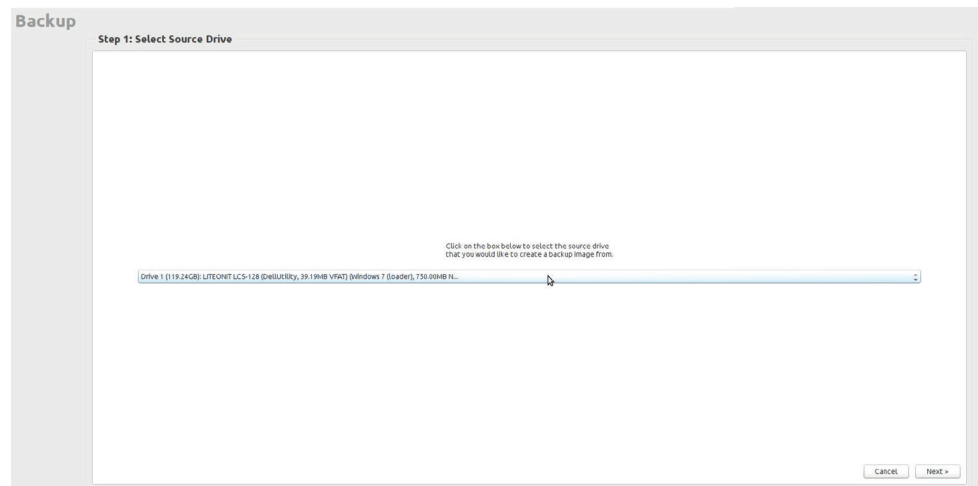 Backup
Step 1: Select Source Drive
Click on the box below to select the source drive
that you would like to create a backup image from.
Drive 1 (119.24GB): LITEONIT LCS-128 (DellUtility, 39.19MB VFAT) (Windows 7 (loader), 750.00MB N...
Cancel
Next >